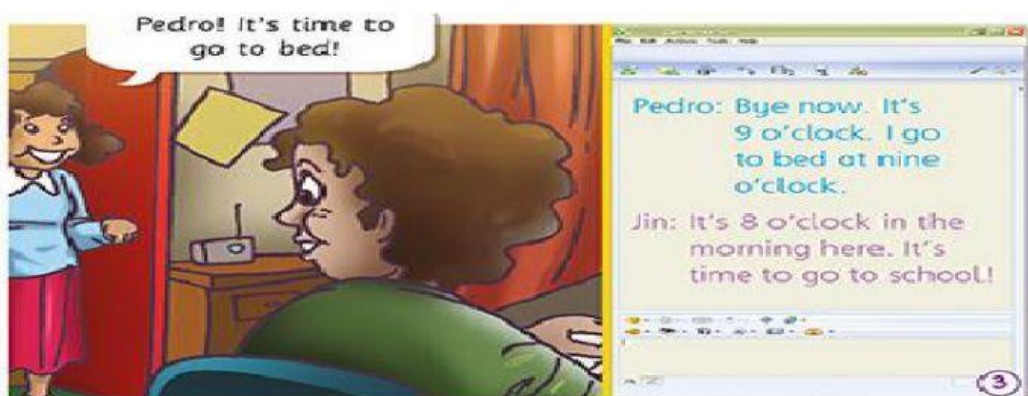 Pedro! It's time to
go to bed!
Pedro: Bye now. It's
9 o'clock. I go
to bed at nine
o'clock.
Jin: It's 8 o'clock in the
morning here. It's
time to go to school!
3